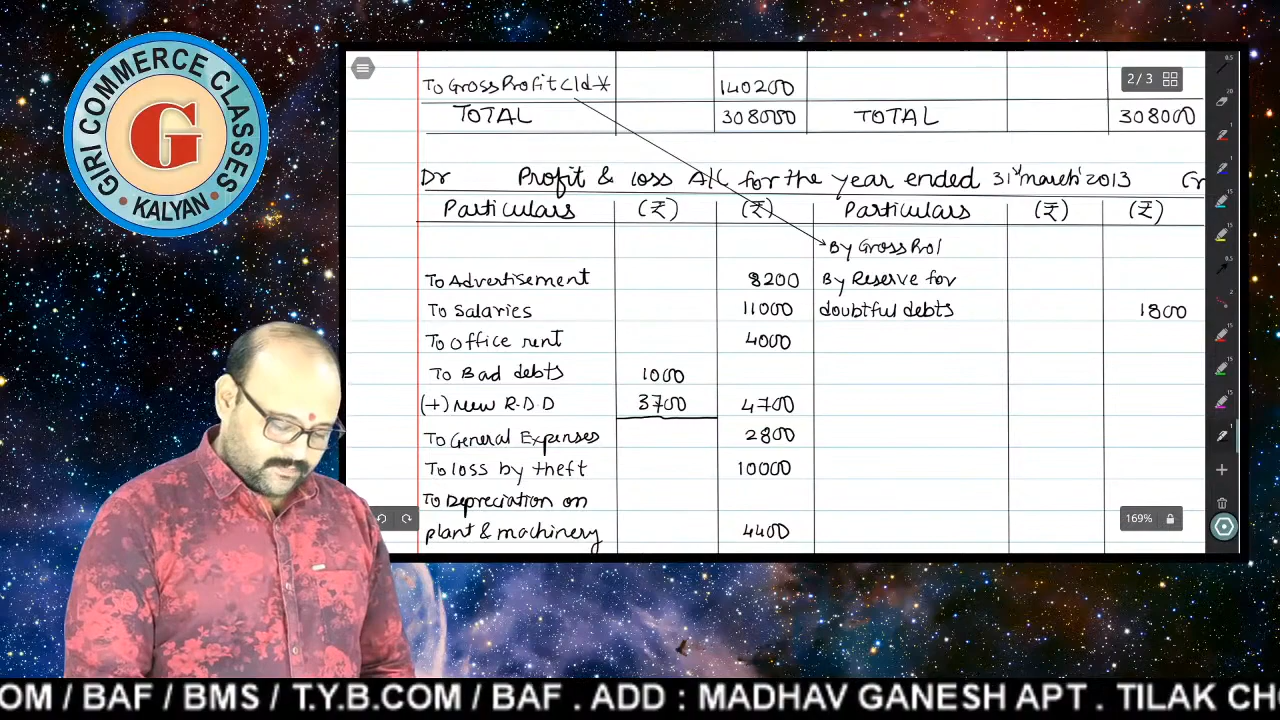 GIRI COMMERCE CLASSES
G
• KALYAN •
2/3
To Gross Profit c/d * 140200
TOTAL 308000 TOTAL 308000
Dr Profit & loss A/c for the year ended 31st march' 2013 Cr
Particulars (₹) (₹) Particulars (₹) (₹)
By Gross Prof
To Advertisement 8200 By Reserve for
To Salaries 11000 doubtful debts 1800
To office rent 4000
To Bad debts 1000
(+) New R.D.D 3700 4700
To General Expenses 2800
To loss by theft 10000
To Depreciation on
plant & machinery 4400
169%
OM / BAF / BMS / T.Y.B.COM / BAF . ADD : MADHAV GANESH APT . TILAK CH